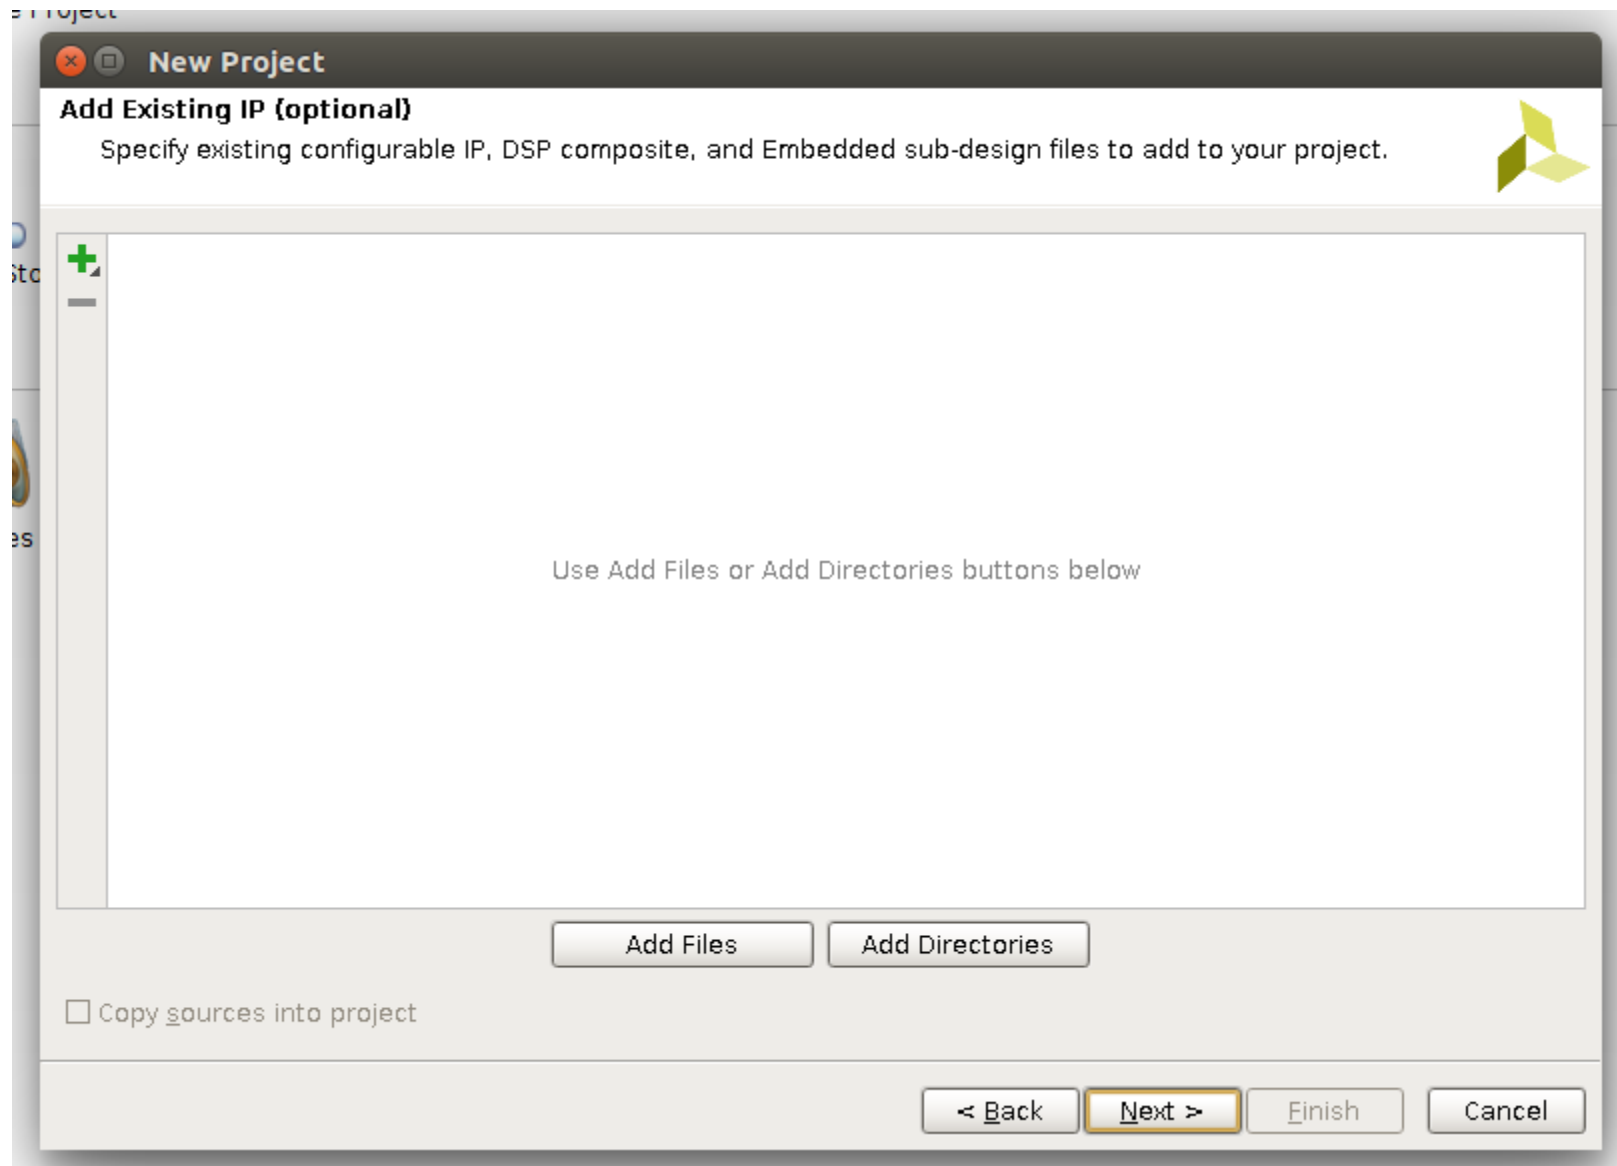 New Project
Add Existing IP (optional)
Specify existing configurable IP, DSP composite, and Embedded sub-design files to add to your project.
Use Add Files or Add Directories buttons below
Add Files
Add Directories
Copy sources into project
< Back
Next >
Finish
Cancel